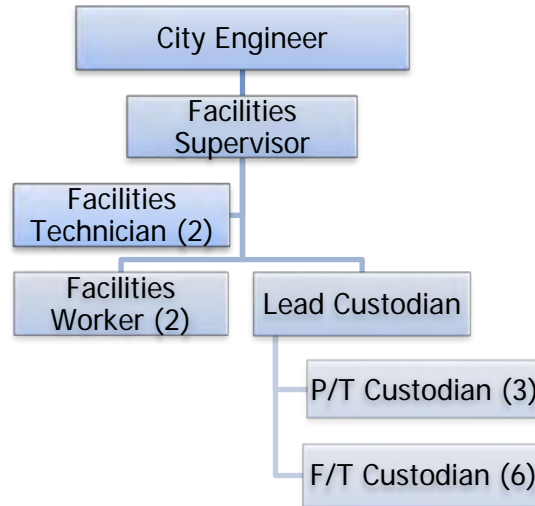 City Engineer
Facilities
Supervisor
Facilities
Technician (2)
Facilities
Worker (2)
Lead Custodian
P/T Custodian (3)
F/T Custodian (6)